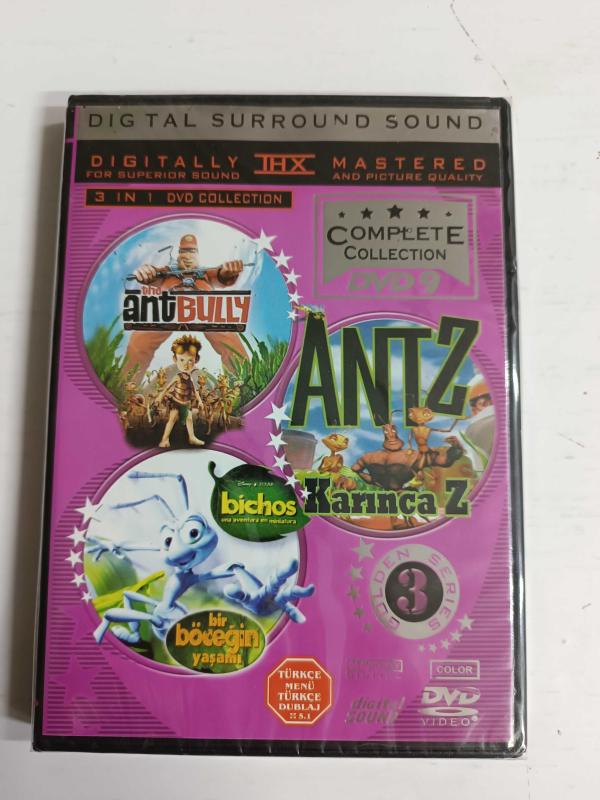 DIGITAL SURROUND SOUND
DIGITALLY THX MASTERED
FOR SUPERIOR SOUND AND PICTURE QUALITY
3 IN 1 DVD COLLECTION
COMPLETE
COLLECTION
DVD 9
the
antBULLY
ANTZ
Karınca Z
DISNEY PIXAR
bichos
una aventura en miniatura
bir
böceğin
yaşamı
GOLDEN SERIES
3
TÜRKÇE
MENÜ
TÜRKÇE
DUBLAJ
5.1
COLOR
digital
SOUND
DVD
VIDEO